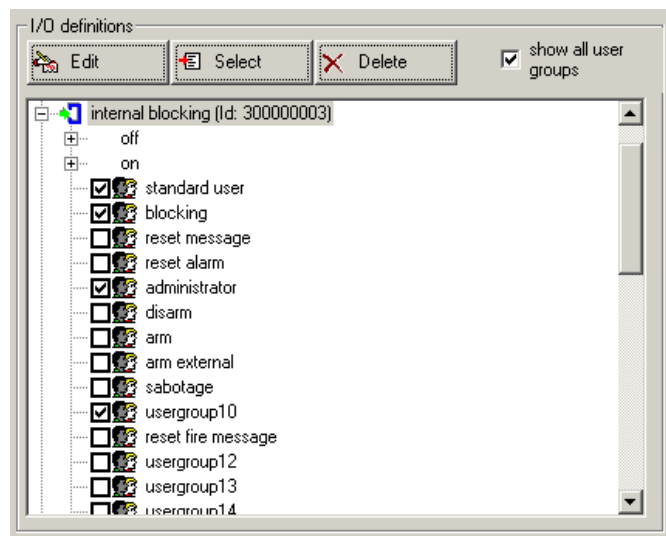 I/O definitions
Edit
Select
Delete
show all user
groups
internal blocking (Id: 300000003)
off
on
standard user
blocking
reset message
reset alarm
administrator
disarm
arm
arm external
sabotage
usergroup10
reset fire message
usergroup12
usergroup13
usergroup14